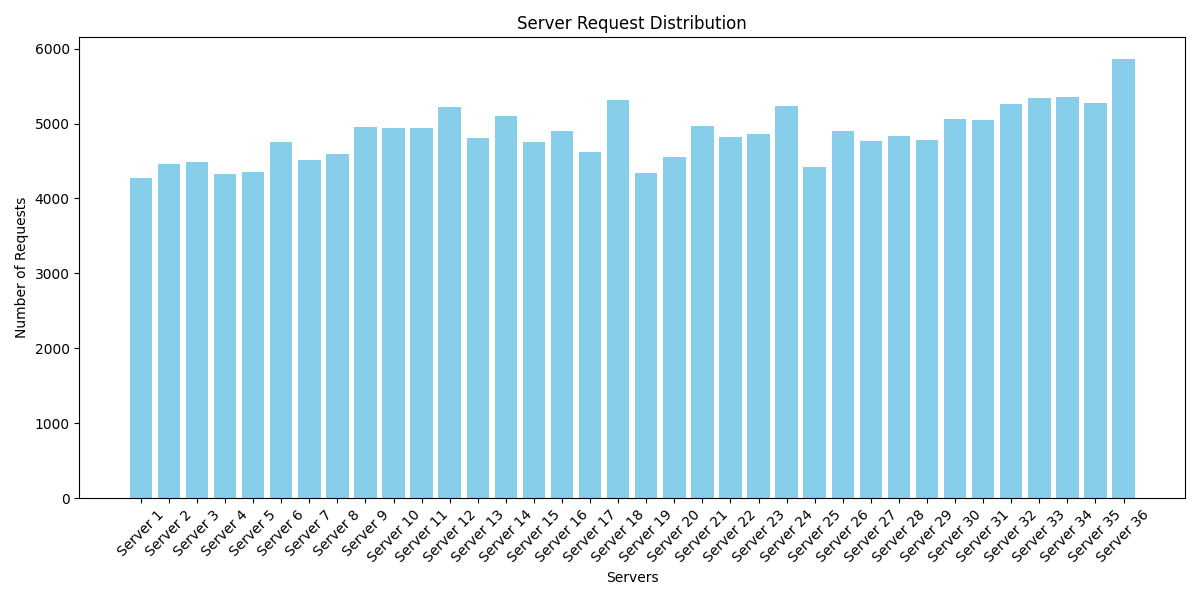 Server Request Distribution
Number of Requests
6000
5000
4000
3000
2000
1000
0
Server 1
Server 2
Server 3
Server 4
Server 5
Server 6
Server 7
Server 8
Server 9
Server 10
Server 11
Server 12
Server 13
Server 14
Server 15
Server 16
Server 17
Server 18
Server 19
Server 20
Server 21
Server 22
Server 23
Server 24
Server 25
Server 26
Server 27
Server 28
Server 29
Server 30
Server 31
Server 32
Server 33
Server 34
Server 35
Server 36
Servers